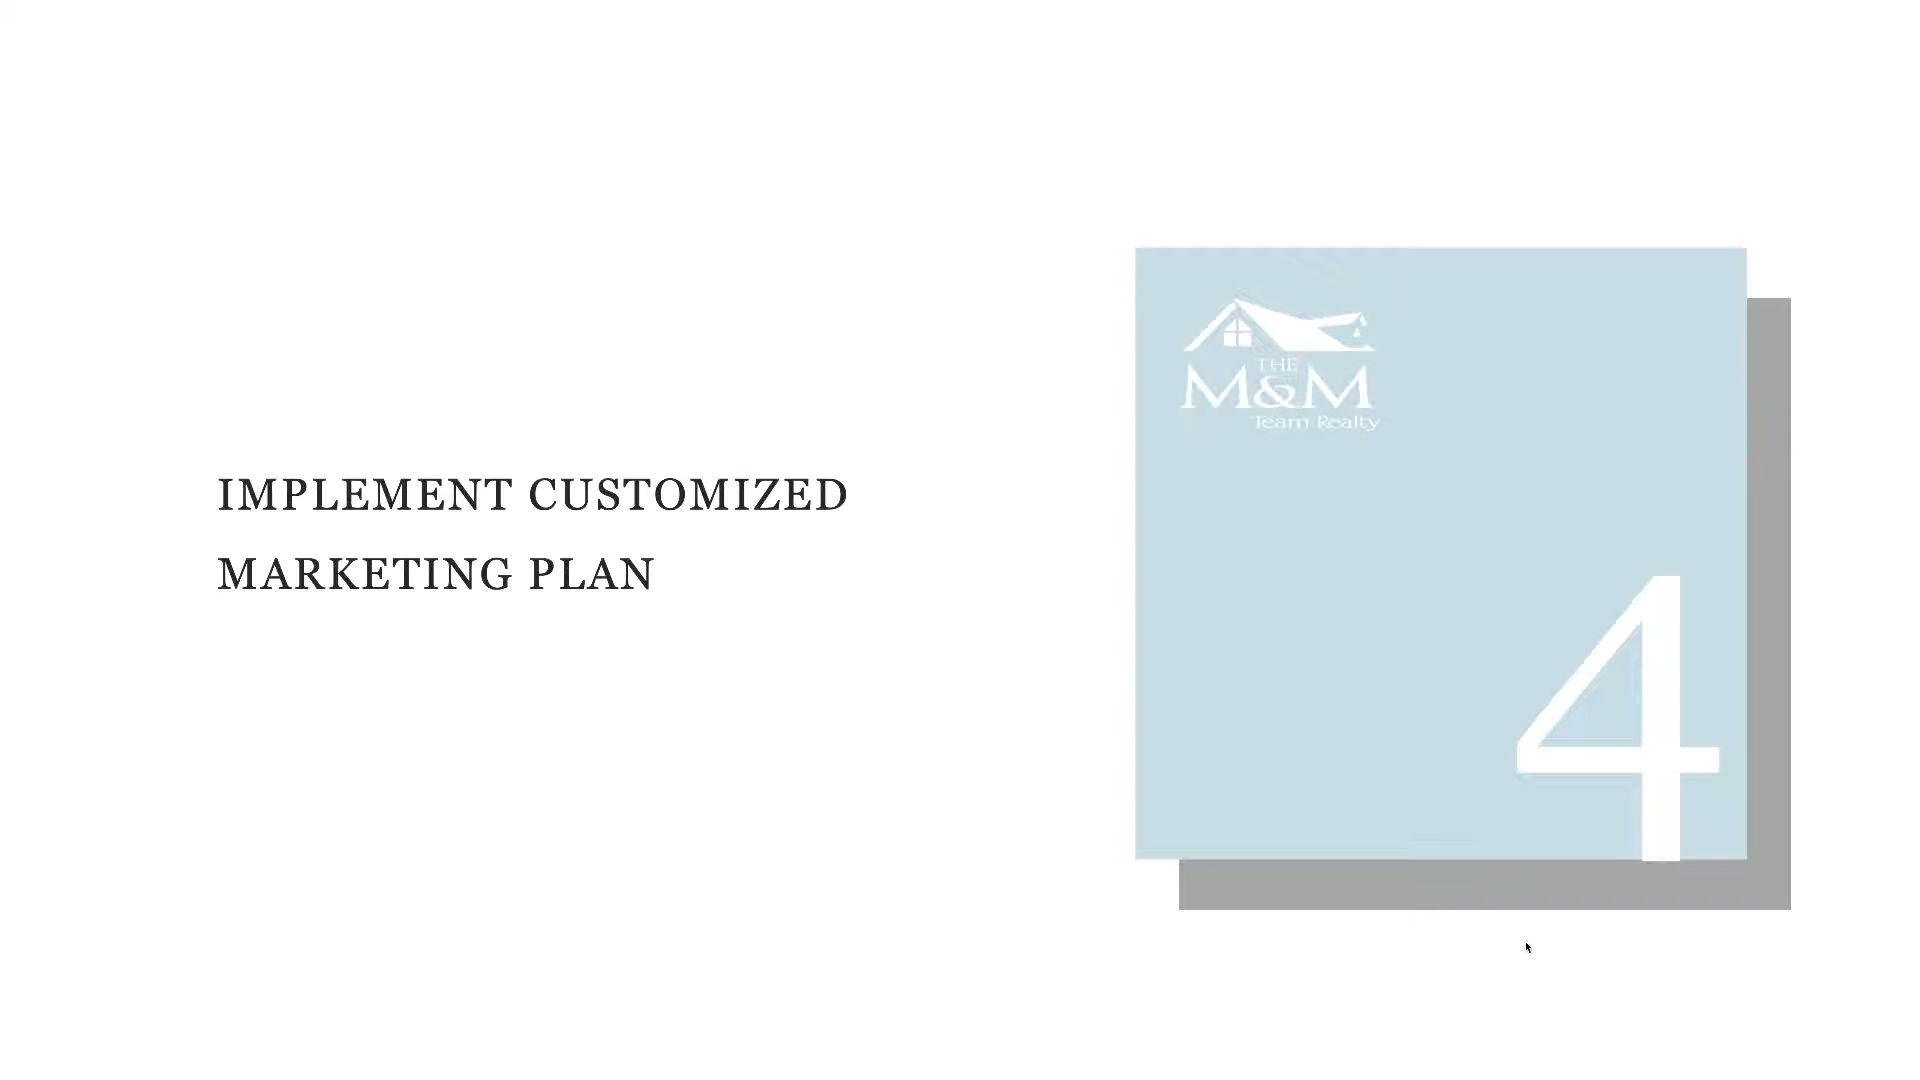 IMPLEMENT CUSTOMIZED
MARKETING PLAN
THE
M&M
Team Realty
4